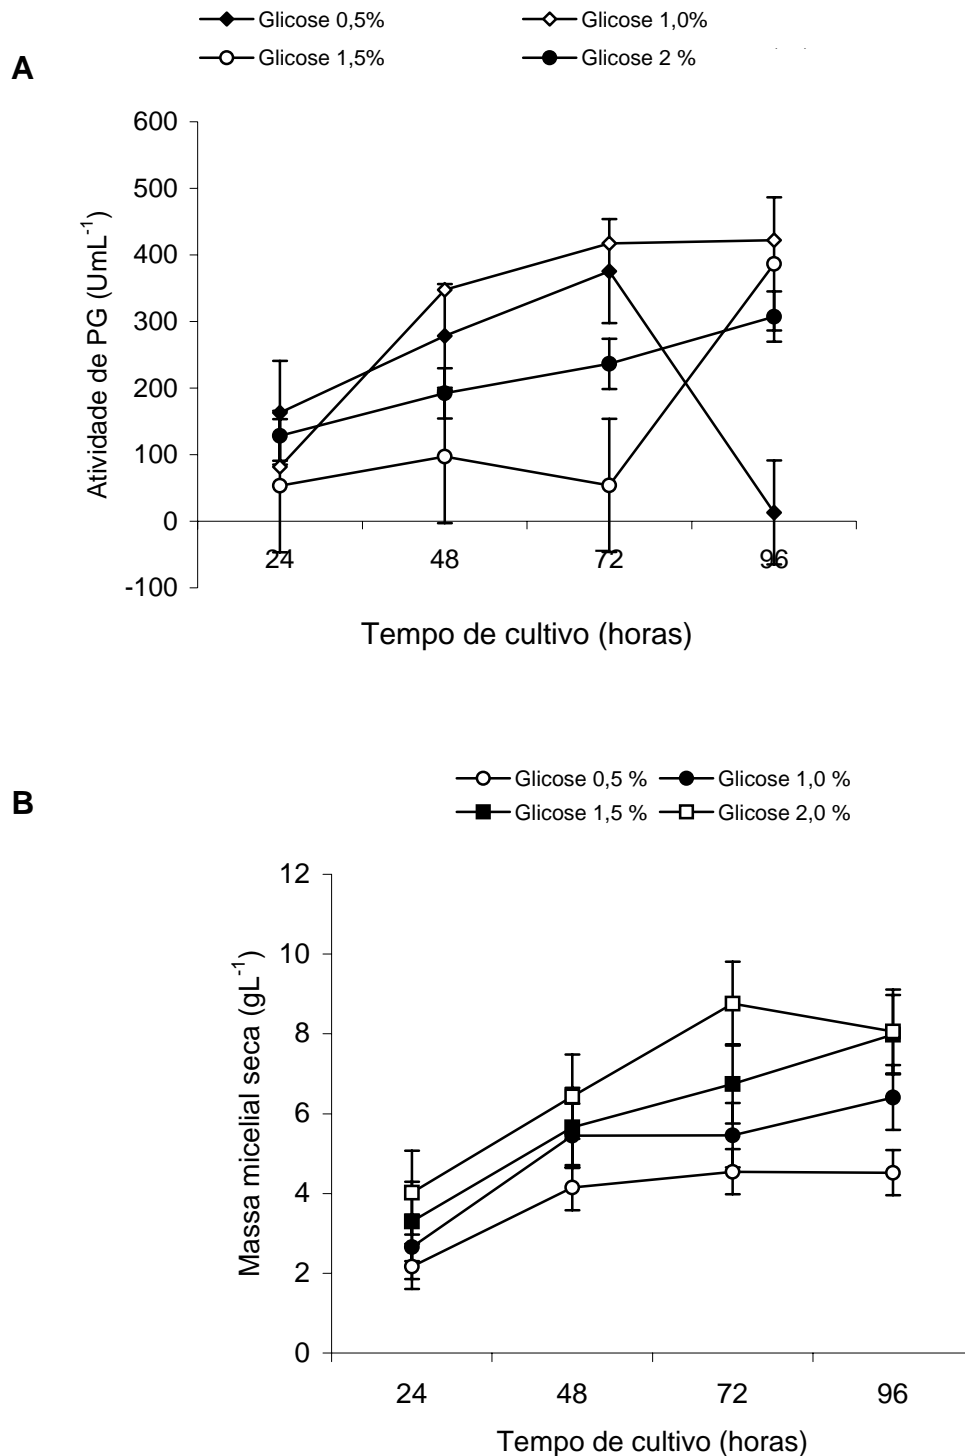 Glicose 0,5%
Glicose 1,0%
Glicose 1,5%
Glicose 2 %
A
600
500
400
300
200
100
0
-100
Atividade de PG (UmL⁻¹)
24 48 72 96
Tempo de cultivo (horas)
Glicose 0,5 %
Glicose 1,0 %
B
Glicose 1,5 %
Glicose 2,0 %
12
10
8
6
4
2
0
Massa micelial seca (gL⁻¹)
24 48 72 96
Tempo de cultivo (horas)